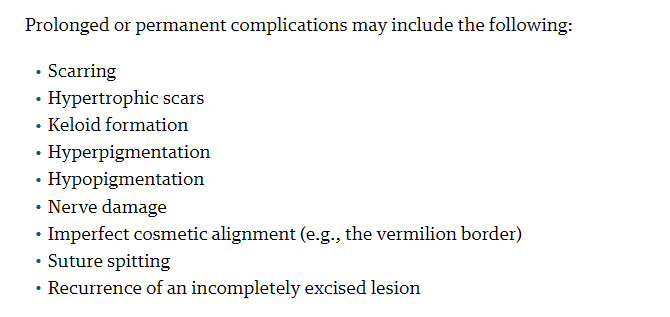 Prolonged or permanent complications may include the following:
• Scarring
• Hypertrophic scars
• Keloid formation
• Hyperpigmentation
• Hypopigmentation
• Nerve damage
• Imperfect cosmetic alignment (e.g., the vermilion border)
• Suture spitting
• Recurrence of an incompletely excised lesion